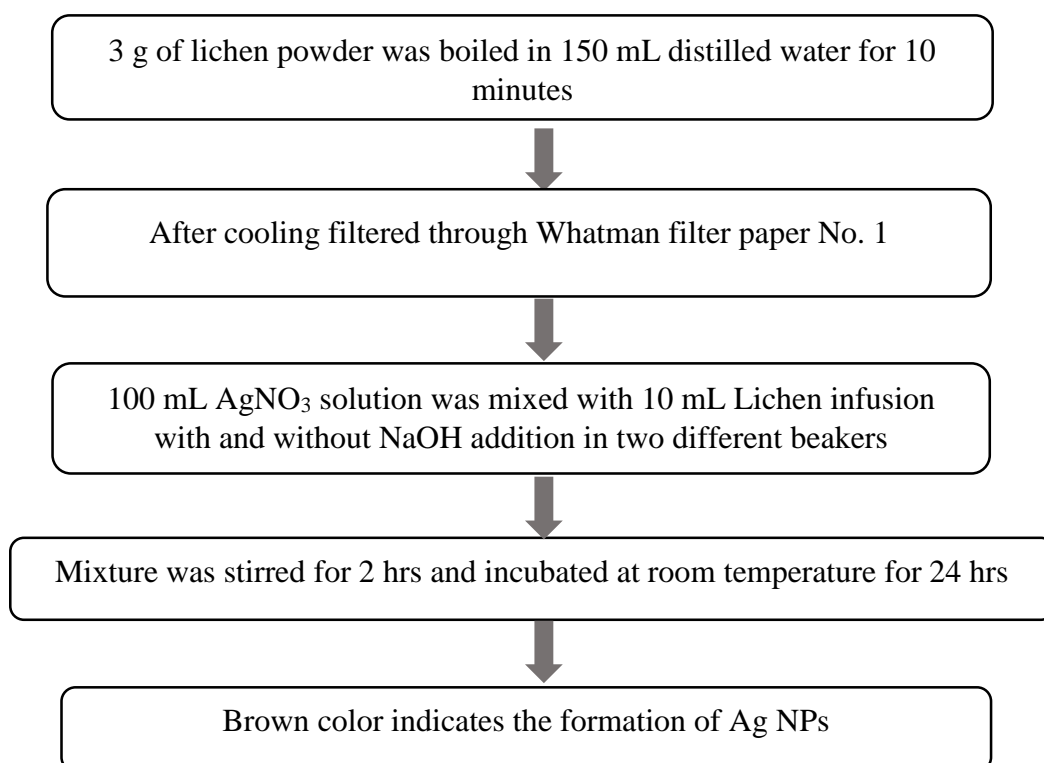 3 g of lichen powder was boiled in 150 mL distilled water for 10
minutes
After cooling filtered through Whatman filter paper No. 1
100 mL AgNO₃ solution was mixed with 10 mL Lichen infusion
with and without NaOH addition in two different beakers
Mixture was stirred for 2 hrs and incubated at room temperature for 24 hrs
Brown color indicates the formation of Ag NPs